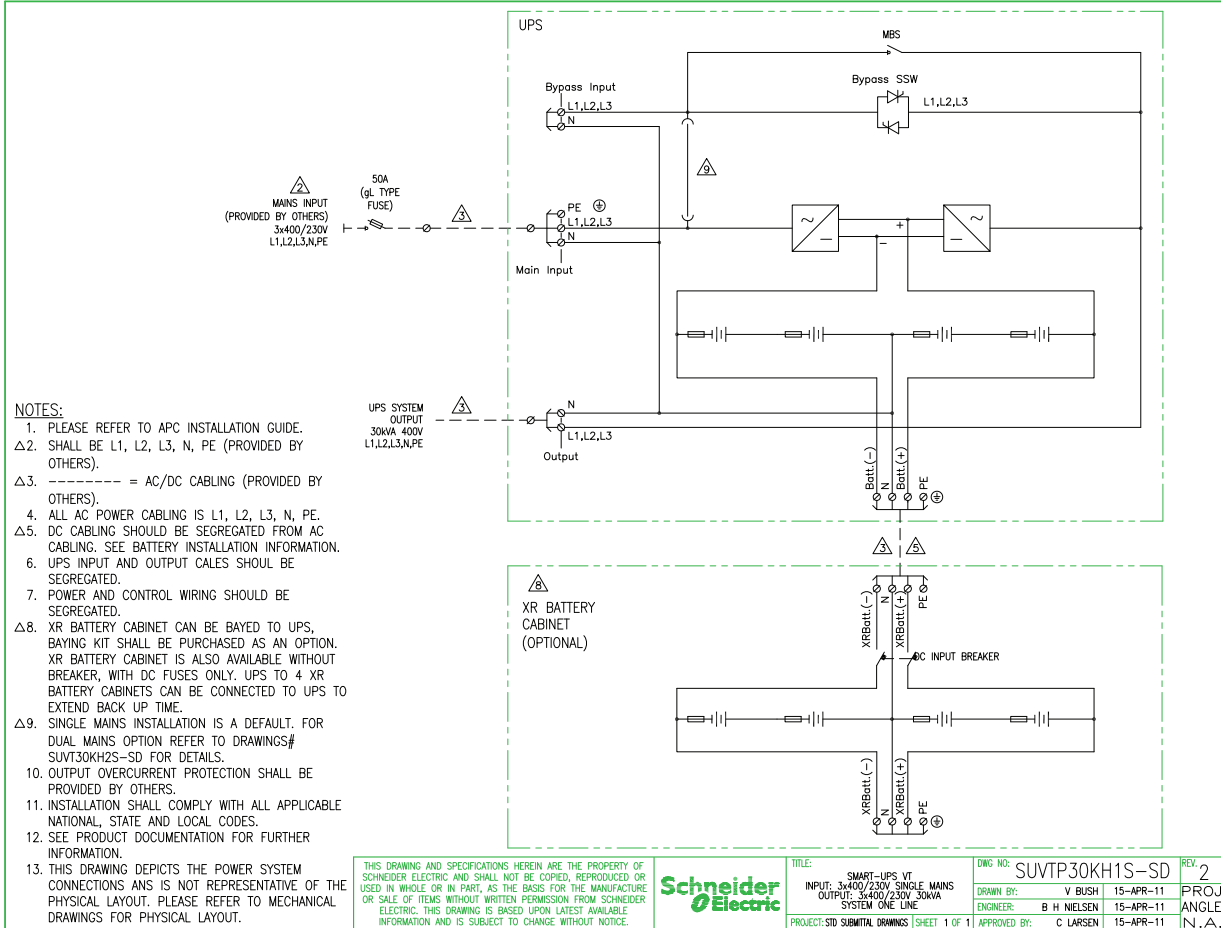 UPS
MBS
Bypass SSW
L1,L2,L3
Bypass Input
L1,L2,L3
N
9
2
MAINS INPUT
(PROVIDED BY OTHERS)
3x400/230V
L1,L2,L3,N,PE
50A
(gL TYPE
FUSE)
3
PE
L1,L2,L3
N
Main Input
~
–
+
–
~
–
UPS SYSTEM
OUTPUT
30kVA 400V
L1,L2,L3,N,PE
3
N
L1,L2,L3
Output
Batt.(-)
N
Batt.(+)
PE
3
5
8
XR BATTERY
CABINET
(OPTIONAL)
XRBatt.(-)
N
XRBatt.(+)
PE
DC INPUT BREAKER
XRBatt.(-)
N
XRBatt.(+)
PE
NOTES:
1. PLEASE REFER TO APC INSTALLATION GUIDE.
△2. SHALL BE L1, L2, L3, N, PE (PROVIDED BY
OTHERS).
△3. -------- = AC/DC CABLING (PROVIDED BY
OTHERS).
4. ALL AC POWER CABLING IS L1, L2, L3, N, PE.
△5. DC CABLING SHOULD BE SEGREGATED FROM AC
CABLING. SEE BATTERY INSTALLATION INFORMATION.
6. UPS INPUT AND OUTPUT CALES SHOUL BE
SEGREGATED.
7. POWER AND CONTROL WIRING SHOULD BE
SEGREGATED.
△8. XR BATTERY CABINET CAN BE BAYED TO UPS,
BAYING KIT SHALL BE PURCHASED AS AN OPTION.
XR BATTERY CABINET IS ALSO AVAILABLE WITHOUT
BREAKER, WITH DC FUSES ONLY. UPS TO 4 XR
BATTERY CABINETS CAN BE CONNECTED TO UPS TO
EXTEND BACK UP TIME.
△9. SINGLE MAINS INSTALLATION IS A DEFAULT. FOR
DUAL MAINS OPTION REFER TO DRAWINGS#
SUVT30KH2S-SD FOR DETAILS.
10. OUTPUT OVERCURRENT PROTECTION SHALL BE
PROVIDED BY OTHERS.
11. INSTALLATION SHALL COMPLY WITH ALL APPLICABLE
NATIONAL, STATE AND LOCAL CODES.
12. SEE PRODUCT DOCUMENTATION FOR FURTHER
INFORMATION.
13. THIS DRAWING DEPICTS THE POWER SYSTEM
CONNECTIONS ANS IS NOT REPRESENTATIVE OF THE
PHYSICAL LAYOUT. PLEASE REFER TO MECHANICAL
DRAWINGS FOR PHYSICAL LAYOUT.
THIS DRAWING AND SPECIFICATIONS HEREIN ARE THE PROPERTY OF
SCHNEIDER ELECTRIC AND SHALL NOT BE COPIED, REPRODUCED OR
USED IN WHOLE OR IN PART, AS THE BASIS FOR THE MANUFACTURE
OR SALE OF ITEMS WITHOUT WRITTEN PERMISSION FROM SCHNEIDER
ELECTRIC. THIS DRAWING IS BASED UPON LATEST AVAILABLE
INFORMATION AND IS SUBJECT TO CHANGE WITHOUT NOTICE.
Schneider
Electric
TITLE:
SMART-UPS VT
INPUT: 3x400/230V SINGLE MAINS
OUTPUT: 3x400/230V 30kVA
SYSTEM ONE LINE
PROJECT: STD SUBMITTAL DRAWINGS SHEET 1 OF 1
DWG NO: SUVTP30KH1S-SD REV. 2
DRAWN BY: V BUSH 15-APR-11 PROJ
ENGINEER: B H NIELSEN 15-APR-11 ANGLE
APPROVED BY: C LARSEN 15-APR-11 N.A.